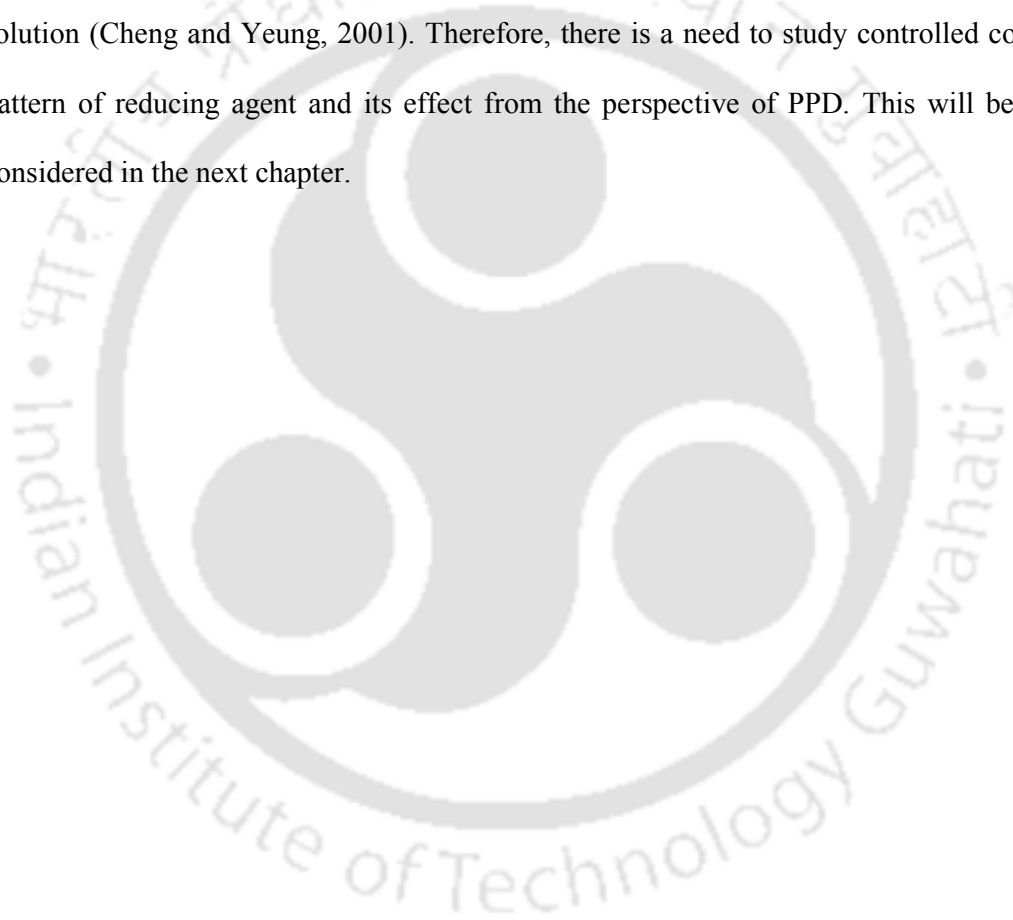 olution (Cheng and Yeung, 2001). Therefore, there is a need to study controlled co
attern of reducing agent and its effect from the perspective of PPD. This will be
onsidered in the next chapter.
भारतीय गुवाहाटी
Indian Institute of Technology Guwahati